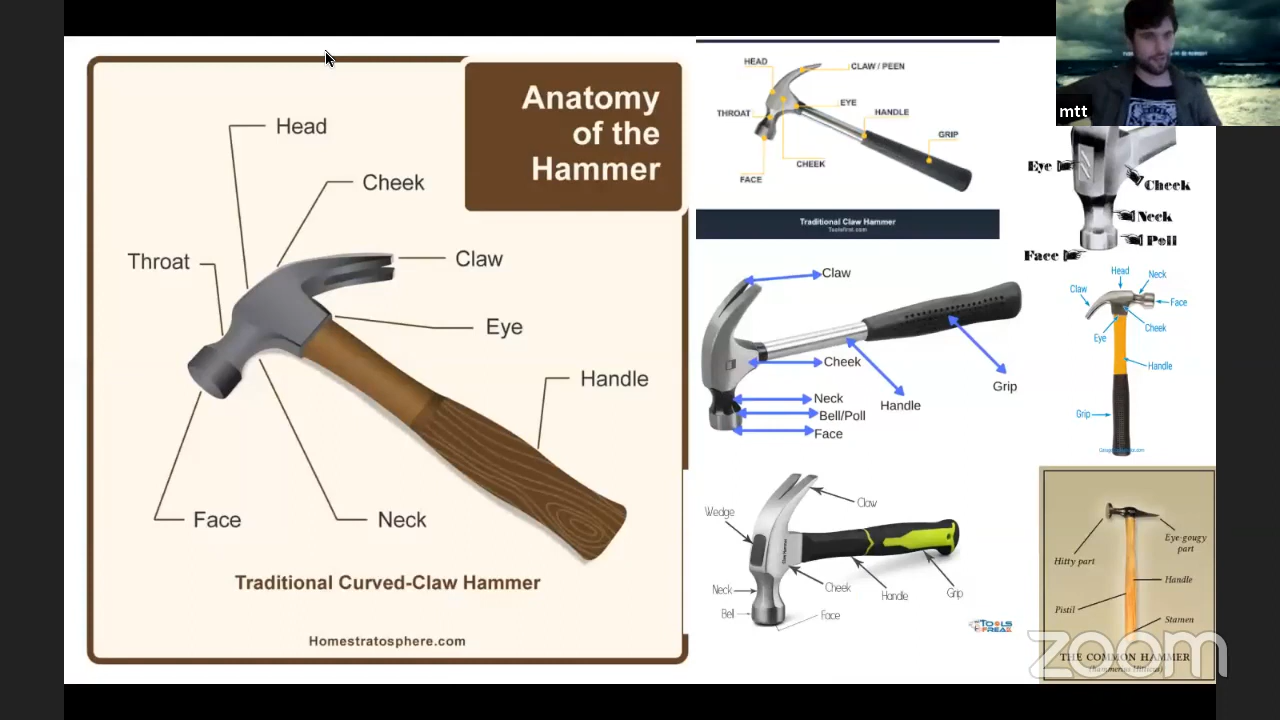 Anatomy
of the
Hammer
Head
Cheek
Throat
Claw
Eye
Handle
Face
Neck
Traditional Curved-Claw Hammer
Homestratosphere.com
HEAD
CLAW / PEEN
EYE
HANDLE
THROAT
GRIP
CHEEK
FACE
Traditional Claw Hammer
mtt
Eye
Cheek
Neck
Poll
Face
Claw
Cheek
Grip
Neck
Handle
Bell/Poll
Face
Head
Neck
Claw
Face
Cheek
Eye
Handle
Grip
Claw
Wedge
Neck
Cheek
Handle
Grip
Bell
Face
TOOLS
FREAK
Hitty part
Eye-gougy
part
Handle
Pistil
Stamen
THE COMMON HAMMER
zoom